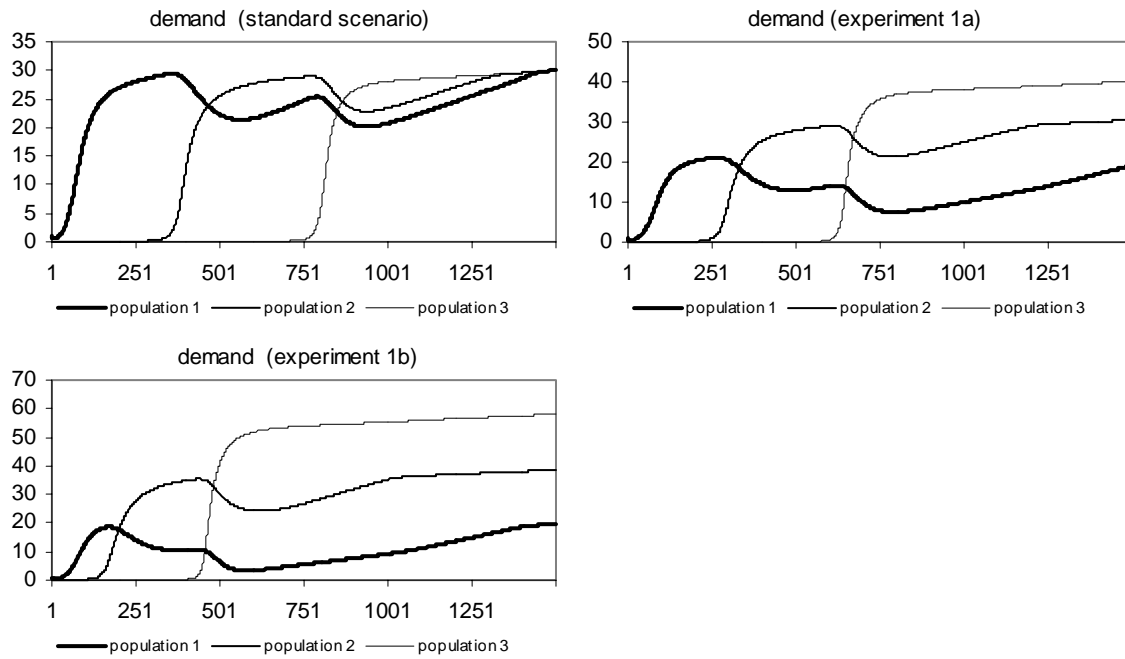 demand (standard scenario)
35
30
25
20
15
10
5
0
1 251 501 751 1001 1251
population 1 population 2 population 3
demand (experiment 1a)
50
40
30
20
10
0
1 251 501 751 1001 1251
population 1 population 2 population 3
demand (experiment 1b)
70
60
50
40
30
20
10
0
1 251 501 751 1001 1251
population 1 population 2 population 3